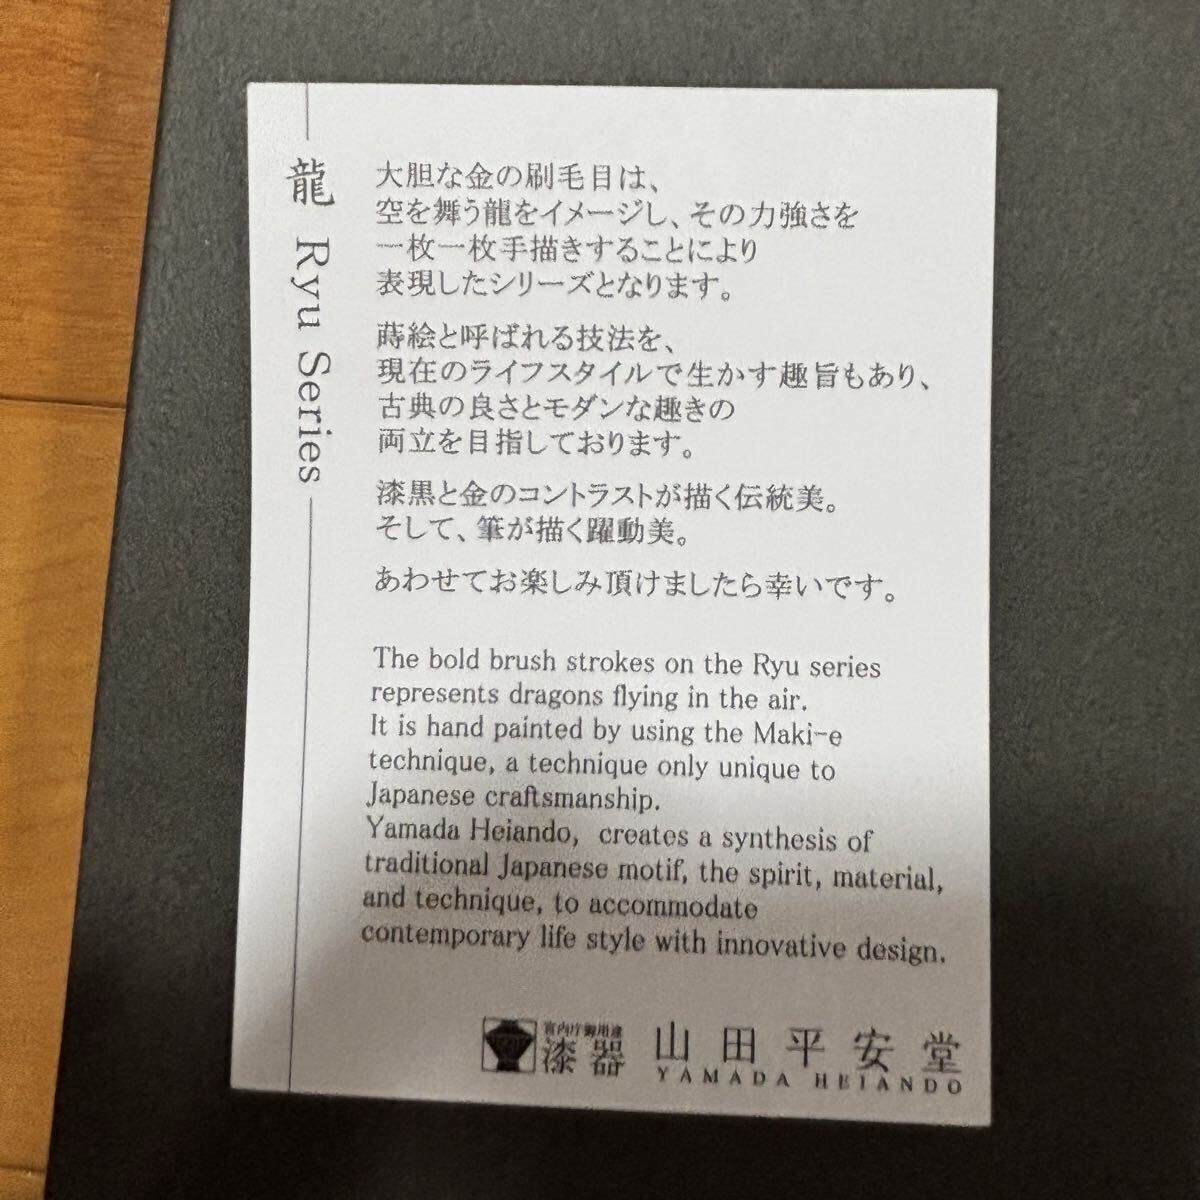 龍 Ryu Series
大胆な金の刷毛目は、
空を舞う龍をイメージし、その力強さを
一枚一枚手描きすることにより
表現したシリーズとなります。
蒔絵と呼ばれる技法を、
現在のライフスタイルで生かす趣旨もあり、
古典の良さとモダンな趣きの
両立を目指しております。
漆黒と金のコントラストが描く伝統美。
そして、筆が描く躍動美。
あわせてお楽しみ頂けましたら幸いです。
The bold brush strokes on the Ryu series
represents dragons flying in the air.
It is hand painted by using the Maki-e
technique, a technique only unique to
Japanese craftsmanship.
Yamada Heiando, creates a synthesis of
traditional Japanese motif, the spirit, material,
and technique, to accommodate
contemporary life style with innovative design.
宮内庁御用達
漆器 山田平安堂
YAMADA HEIANDO